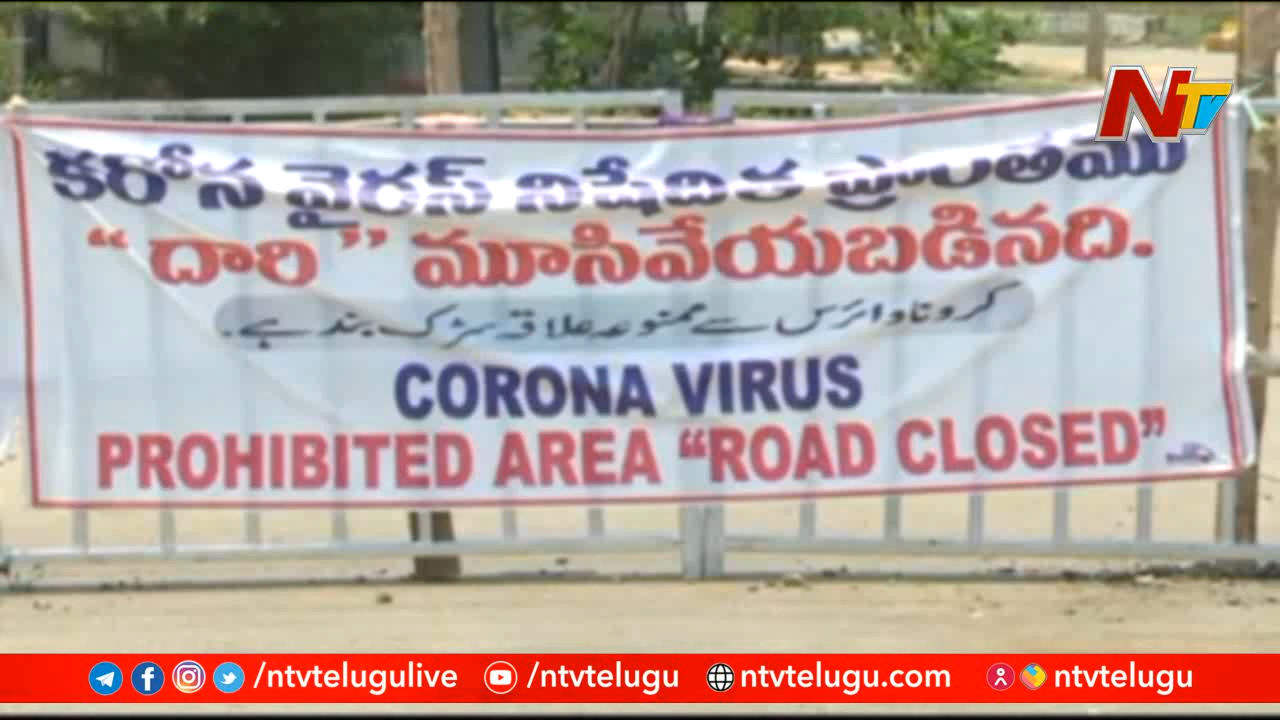 NTV
కరోన వైరస్ నిషేదిత ప్రాంతము
“ దారి ” మూసివేయబడినది.
کرونا وائرس سے ممنوعہ علاقہ سڑک بند ہے.
CORONA VIRUS
PROHIBITED AREA “ROAD CLOSED”
/ntvtelugulive /ntvtelugu ntvtelugu.com ntvtelugu